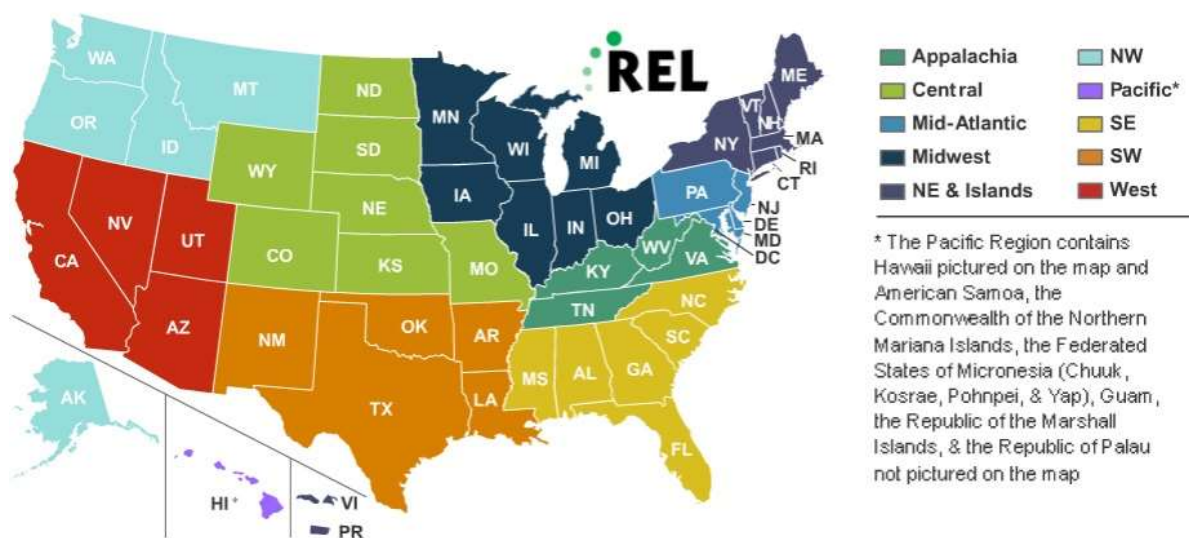 REL
WA
MT
ND
MN
ME
VT
NH
OR
ID
SD
WI
MI
NY
MA
RI
CT
WY
IA
PA
NJ
NE
DE
MD
DC
NV
UT
CO
IL
IN
OH
WV
VA
CA
KS
MO
KY
NC
AZ
NM
OK
AR
TN
SC
MS
AL
GA
TX
LA
AK
FL
HI*
VI
PR
Appalachia
Central
Mid-Atlantic
Midwest
NE & Islands
NW
Pacific*
SE
SW
West
* The Pacific Region contains
Hawaii pictured on the map and
American Samoa, the
Commonwealth of the Northern
Mariana Islands, the Federated
States of Micronesia (Chuuk,
Kosrae, Pohnpei, & Yap), Guam,
the Republic of the Marshall
Islands, & the Republic of Palau
not pictured on the map